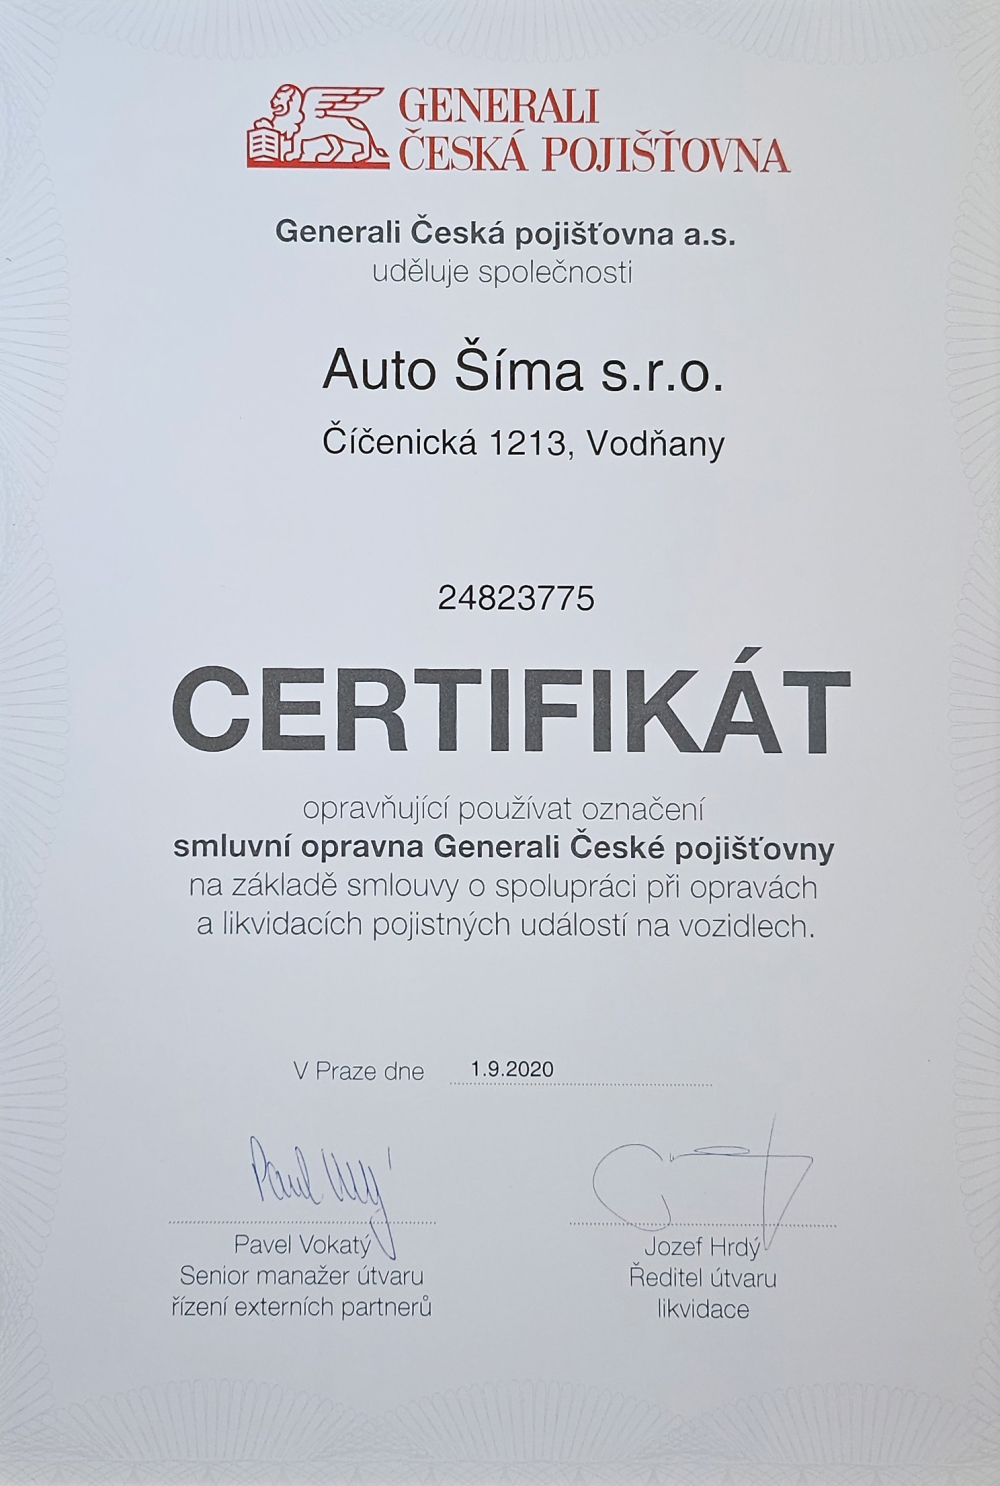 GENERALI
ČESKÁ POJIŠŤOVNA
Generali Česká pojišťovna a.s.
uděluje společnosti
Auto Šíma s.r.o.
Číčenická 1213, Vodňany
24823775
CERTIFIKÁT
opravňující používat označení
smluvní opravna Generali České pojišťovny
na základě smlouvy o spolupráci při opravách
a likvidacích pojistných událostí na vozidlech.
V Praze dne 1.9.2020
Pavel Vokatý
Senior manažer útvaru
řízení externích partnerů
Jozef Hrdý
Ředitel útvaru
likvidace